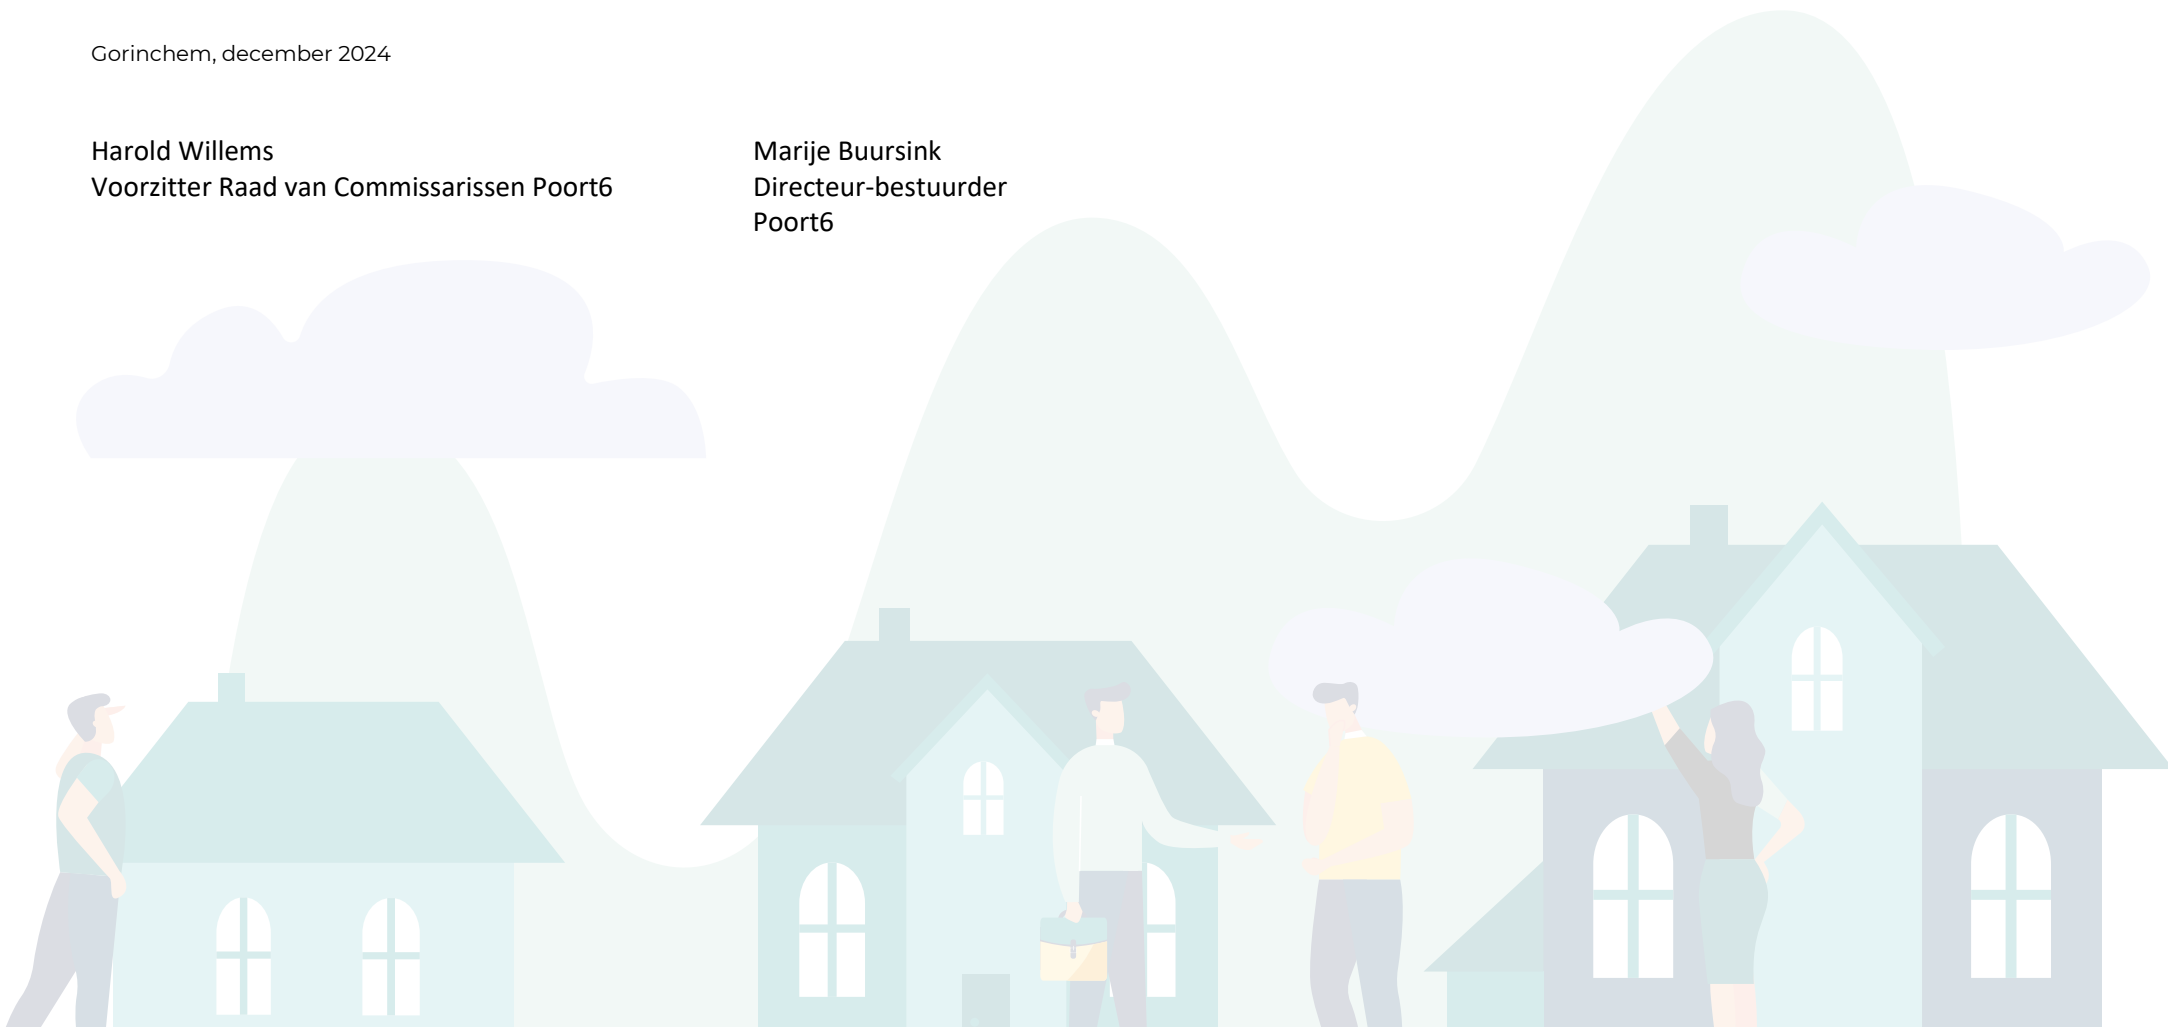 Gorinchem, december 2024
Harold Willems
Voorzitter Raad van Commissarissen Poort6
Marije Buursink
Directeur-bestuurder
Poort6